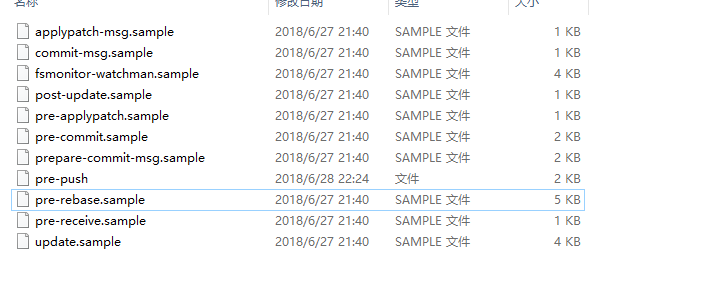 名称 修改日期 类型 大小
applypatch-msg.sample 2018/6/27 21:40 SAMPLE 文件 1 KB
commit-msg.sample 2018/6/27 21:40 SAMPLE 文件 1 KB
fsmonitor-watchman.sample 2018/6/27 21:40 SAMPLE 文件 4 KB
post-update.sample 2018/6/27 21:40 SAMPLE 文件 1 KB
pre-applypatch.sample 2018/6/27 21:40 SAMPLE 文件 1 KB
pre-commit.sample 2018/6/27 21:40 SAMPLE 文件 2 KB
prepare-commit-msg.sample 2018/6/27 21:40 SAMPLE 文件 2 KB
pre-push 2018/6/28 22:24 文件 2 KB
pre-rebase.sample 2018/6/27 21:40 SAMPLE 文件 5 KB
pre-receive.sample 2018/6/27 21:40 SAMPLE 文件 1 KB
update.sample 2018/6/27 21:40 SAMPLE 文件 4 KB